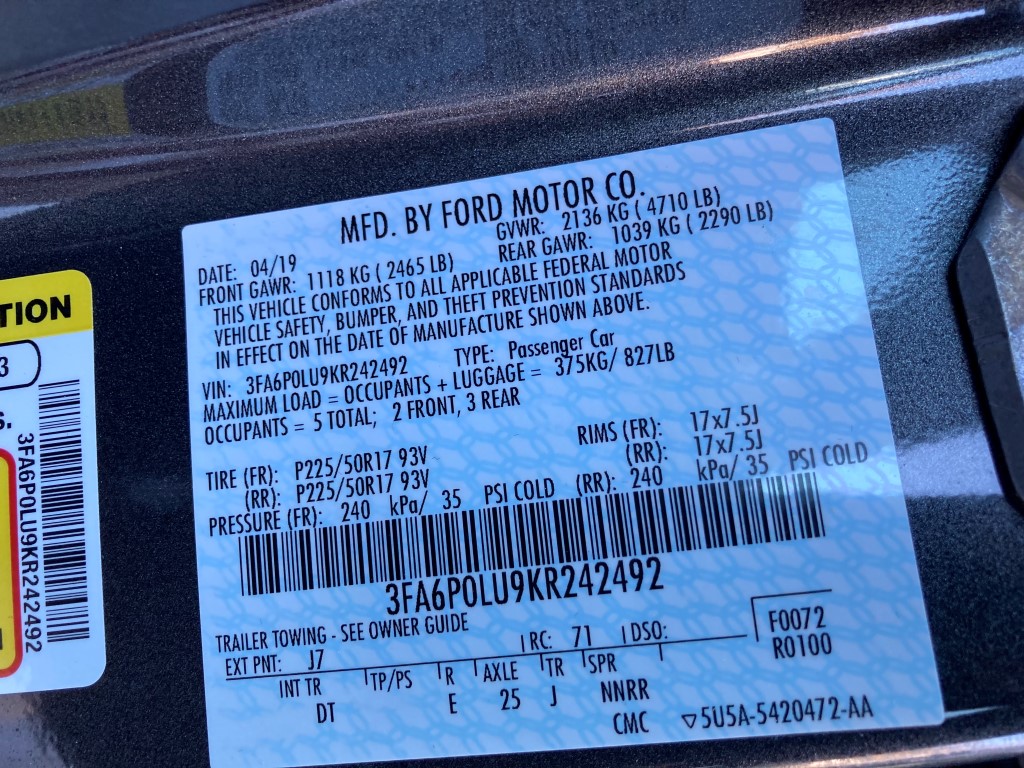 MFD. BY FORD MOTOR CO.
DATE: 04/19 GVWR: 2136 KG ( 4710 LB)
FRONT GAWR: 1118 KG ( 2465 LB) REAR GAWR: 1039 KG ( 2290 LB)
THIS VEHICLE CONFORMS TO ALL APPLICABLE FEDERAL MOTOR
VEHICLE SAFETY, BUMPER, AND THEFT PREVENTION STANDARDS
IN EFFECT ON THE DATE OF MANUFACTURE SHOWN ABOVE.
VIN: 3FA6P0LU9KR242492 TYPE: Passenger Car
MAXIMUM LOAD = OCCUPANTS + LUGGAGE = 375KG/ 827LB
OCCUPANTS = 5 TOTAL; 2 FRONT, 3 REAR
TIRE (FR): P225/50R17 93V RIMS (FR): 17x7.5J
(RR): P225/50R17 93V (RR): 17x7.5J
PRESSURE (FR): 240 kPa/ 35 PSI COLD (RR): 240 kPa/ 35 PSI COLD
3FA6P0LU9KR242492
TRAILER TOWING - SEE OWNER GUIDE
EXT PNT: J7 RC: 71 DSO: F0072
R0100
INT TR TP/PS R AXLE TR SPR
DT E 25 J NNRR
CMC ▽5U5A-5420472-AA
TION
3
S.
3FA6P0LU9KR242492